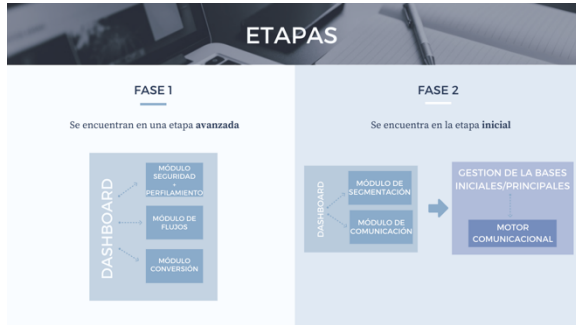 ETAPAS
FASE 1
Se encuentran en una etapa avanzada
DASHBOARD
MÓDULO
SEGURIDAD
+
PERFILAMIENTO
MÓDULO DE
FLUJOS
MÓDULO
CONVERSIÓN
FASE 2
Se encuentra en la etapa inicial
DASHBOARD
MÓDULO DE
SEGMENTACIÓN
MÓDULO DE
COMUNICACIÓN
GESTION DE LA BASES
INICIALES/PRINCIPALES
MOTOR
COMUNICACIONAL